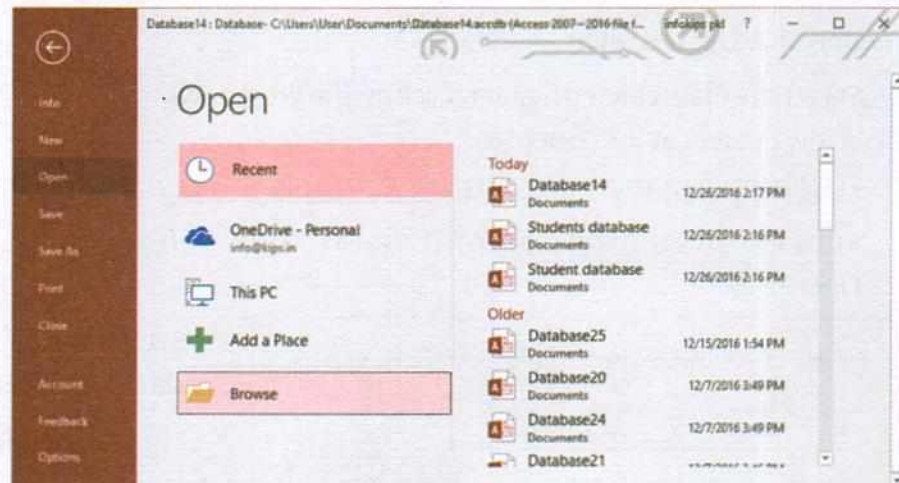 Database14 : Database- C:\Users\User\Documents\Database14.accdb (Access 2007 - 2016 file f... infokips pkl ?
Info
New
Open
Save
Save As
Print
Close
Account
Feedback
Options
Open
Recent
OneDrive - Personal
info@kips.in
This PC
Add a Place
Browse
Today
Database14 12/26/2016 2:17 PM
Documents
Students database 12/26/2016 2:16 PM
Documents
Student database 12/26/2016 2:16 PM
Documents
Older
Database25 12/15/2016 1:54 PM
Documents
Database20 12/7/2016 3:49 PM
Documents
Database24 12/7/2016 3:49 PM
Documents
Database21